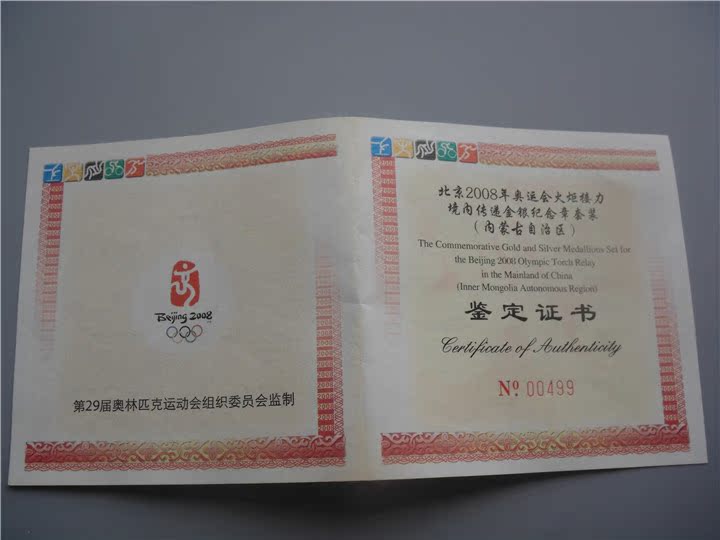 Beijing 2008
第29届奥林匹克运动会组织委员会监制
北京2008年奥运会火炬接力
境内传递金银纪念章套装
(内蒙古自治区)
The Commemorative Gold and Silver Medallions Set for
the Beijing 2008 Olympic Torch Relay
in the Mainland of China
(Inner Mongolia Autonomous Region)
鉴定证书
Certificate of Authenticity
Nº 00499